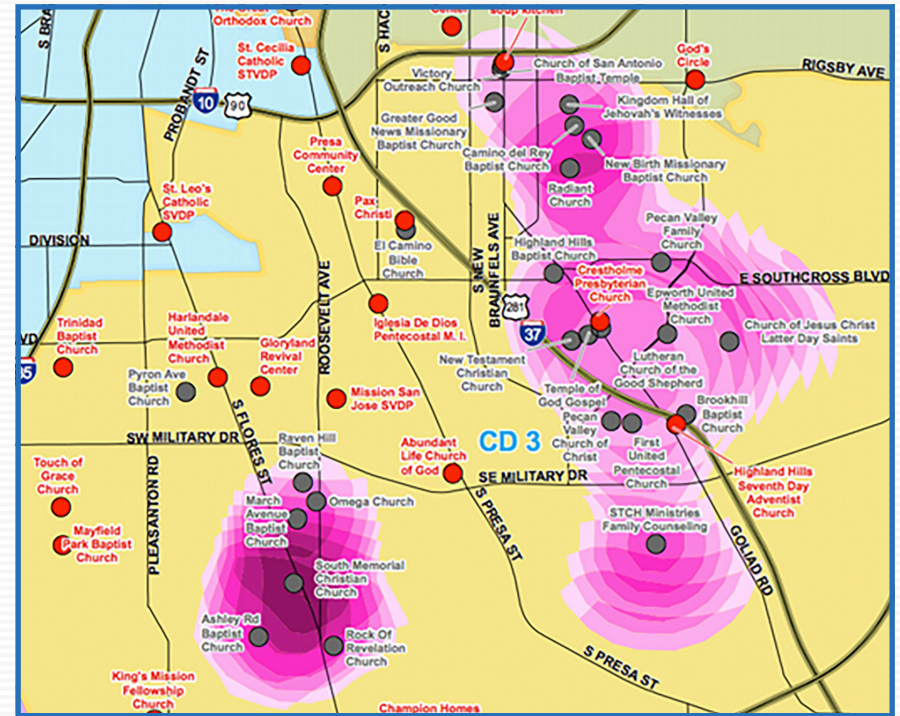 The Great
Orthodox Church
Center
soup kitchen
S BRA
S HAC
St. Cecilia
Catholic
STVDP
God's
Circle
RIGSBY AVE
PROBANDT ST
10
90
Victory
Outreach Church
Church of San Antonio
Baptist Temple
Kingdom Hall of
Jehovah's Witnesses
Greater Good
News Missionary
Baptist Church
Camino del Rey
Baptist Church
New Birth Missionary
Baptist Church
Radiant
Church
Presa
Community
Center
St. Leo's
Catholic
SVDP
Pax
Christi
El Camino
Bible
Church
DIVISION
Pecan Valley
Family
Church
Highland Hills
Baptist Church
S NEW
BRAUNFELS AVE
ROOSEVELT AVE
Crestholme
Presbyterian
Church
E SOUTHCROSS BLVD
Epworth United
Methodist
Church
281
37
Church of Jesus Christ
Latter Day Saints
Iglesia De Dios
Pentecostal M. I.
Trinidad
Baptist
Church
VD
35
Harlandale
United
Methodist
Church
Gloryland
Revival
Center
Pyron Ave
Baptist
Church
New Testament
Christian
Church
Lutheran
Church of the
Good Shepherd
Temple of
God Gospel
Mission San
Jose SVDP
Pecan
Valley
Church of
Christ
First
United
Pentecostal
Church
Brookhill
Baptist
Church
S FLORES ST
SW MILITARY DR
Raven Hill
Baptist
Church
Abundant
Life Church
of God
CD 3
SE MILITARY DR
Highland Hills
Seventh Day
Adventist
Church
Touch of
Grace
Church
PLEASANTON RD
March
Avenue
Baptist
Church
Omega Church
S PRESA ST
STCH Ministries
Family Counseling
Mayfield
Park Baptist
Church
GOLIAD RD
South Memorial
Christian
Church
Ashley Rd
Baptist
Church
Rock Of
Revelation
Church
S PRESA ST
King's Mission
Fellowship
Church
Champion Homes